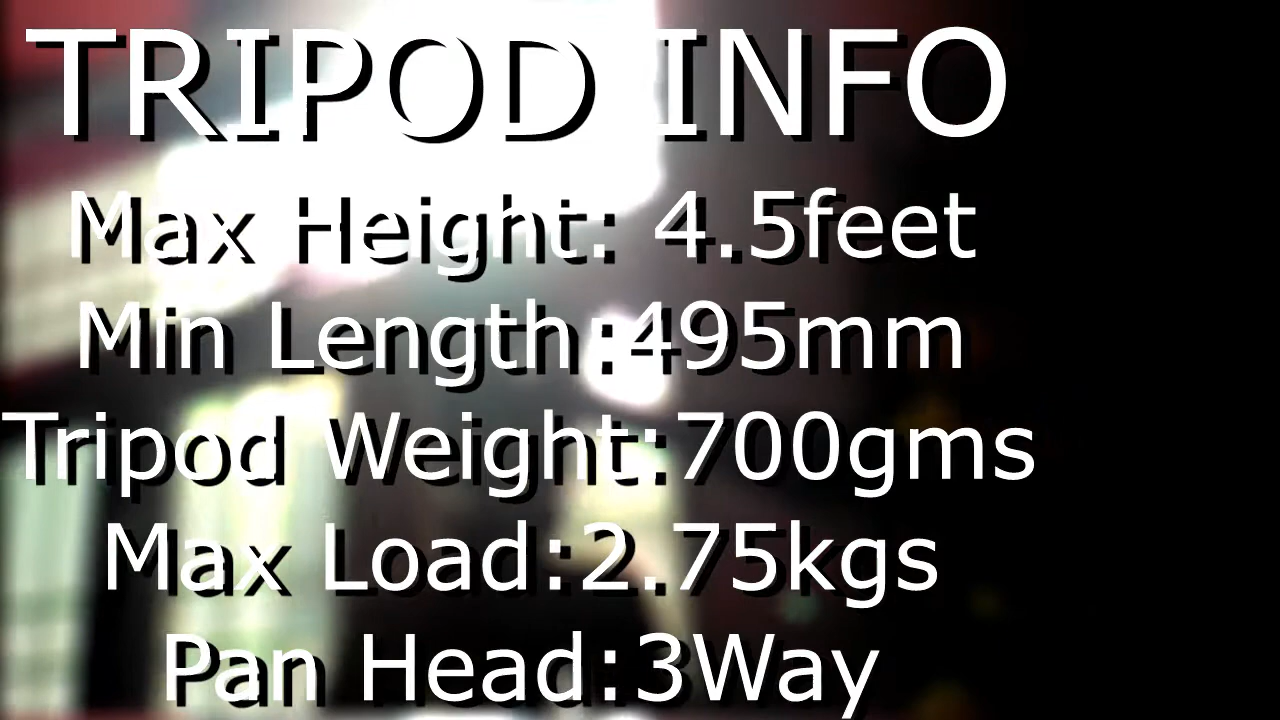 TRIPOD INFO
Max Height: 4.5feet
Min Length:495mm
Tripod Weight:700gms
Max Load:2.75kgs
Pan Head:3Way